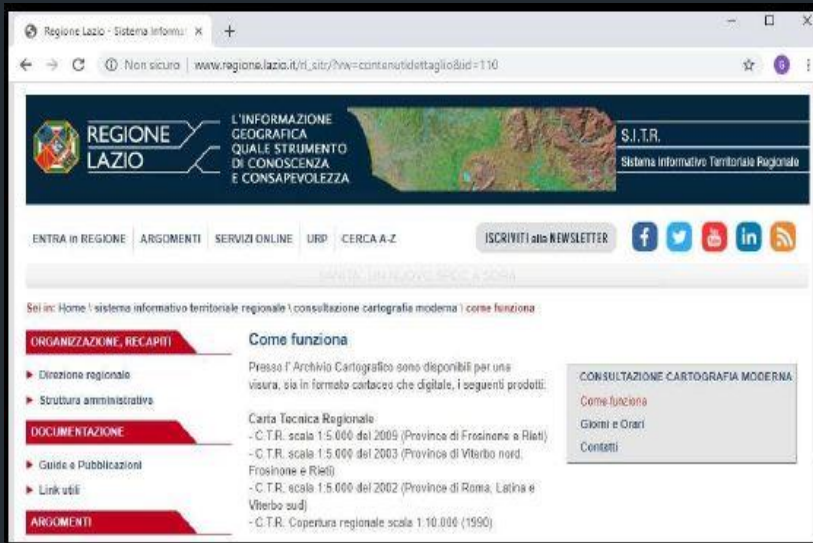 Regione Lazio - Sistema Informat
Non sicuro | www.regione.lazio.it/rl_sitr/?vw=contenutidettaglio&id=110
G
REGIONE
LAZIO
L'INFORMAZIONE
GEOGRAFICA
QUALE STRUMENTO
DI CONOSCENZA
E CONSAPEVOLEZZA
S.I.T.R.
Sistema Informativo Territoriale Regionale
ENTRA in REGIONE
ARGOMENTI
SERVIZI ONLINE
URP
CERCA A-Z
ISCRIVITI alla NEWSLETTER
Sei in: Home \ sistema informativo territoriale regionale \ consultazione cartografia moderna \ come funziona
ORGANIZZAZIONE, RECAPITI
Direzione regionale
Struttura amministrativa
DOCUMENTAZIONE
Guide e Pubblicazioni
Link utili
ARGOMENTI
Come funziona
Presso l' Archivio Cartografico sono disponibili per una
visura, sia in formato cartaceo che digitale, i seguenti prodotti:
Carta Tecnica Regionale
- C.T.R. scala 1:5.000 del 2009 (Province di Frosinone e Rieti)
- C.T.R. scala 1:5.000 del 2003 (Province di Viterbo nord,
Frosinone e Rieti)
- C.T.R. scala 1:5.000 del 2002 (Province di Roma, Latina e
Viterbo sud)
- C.T.R. Copertura regionale scala 1:10.000 (1990)
CONSULTAZIONE CARTOGRAFIA MODERNA
Come funziona
Giorni e Orari
Contatti